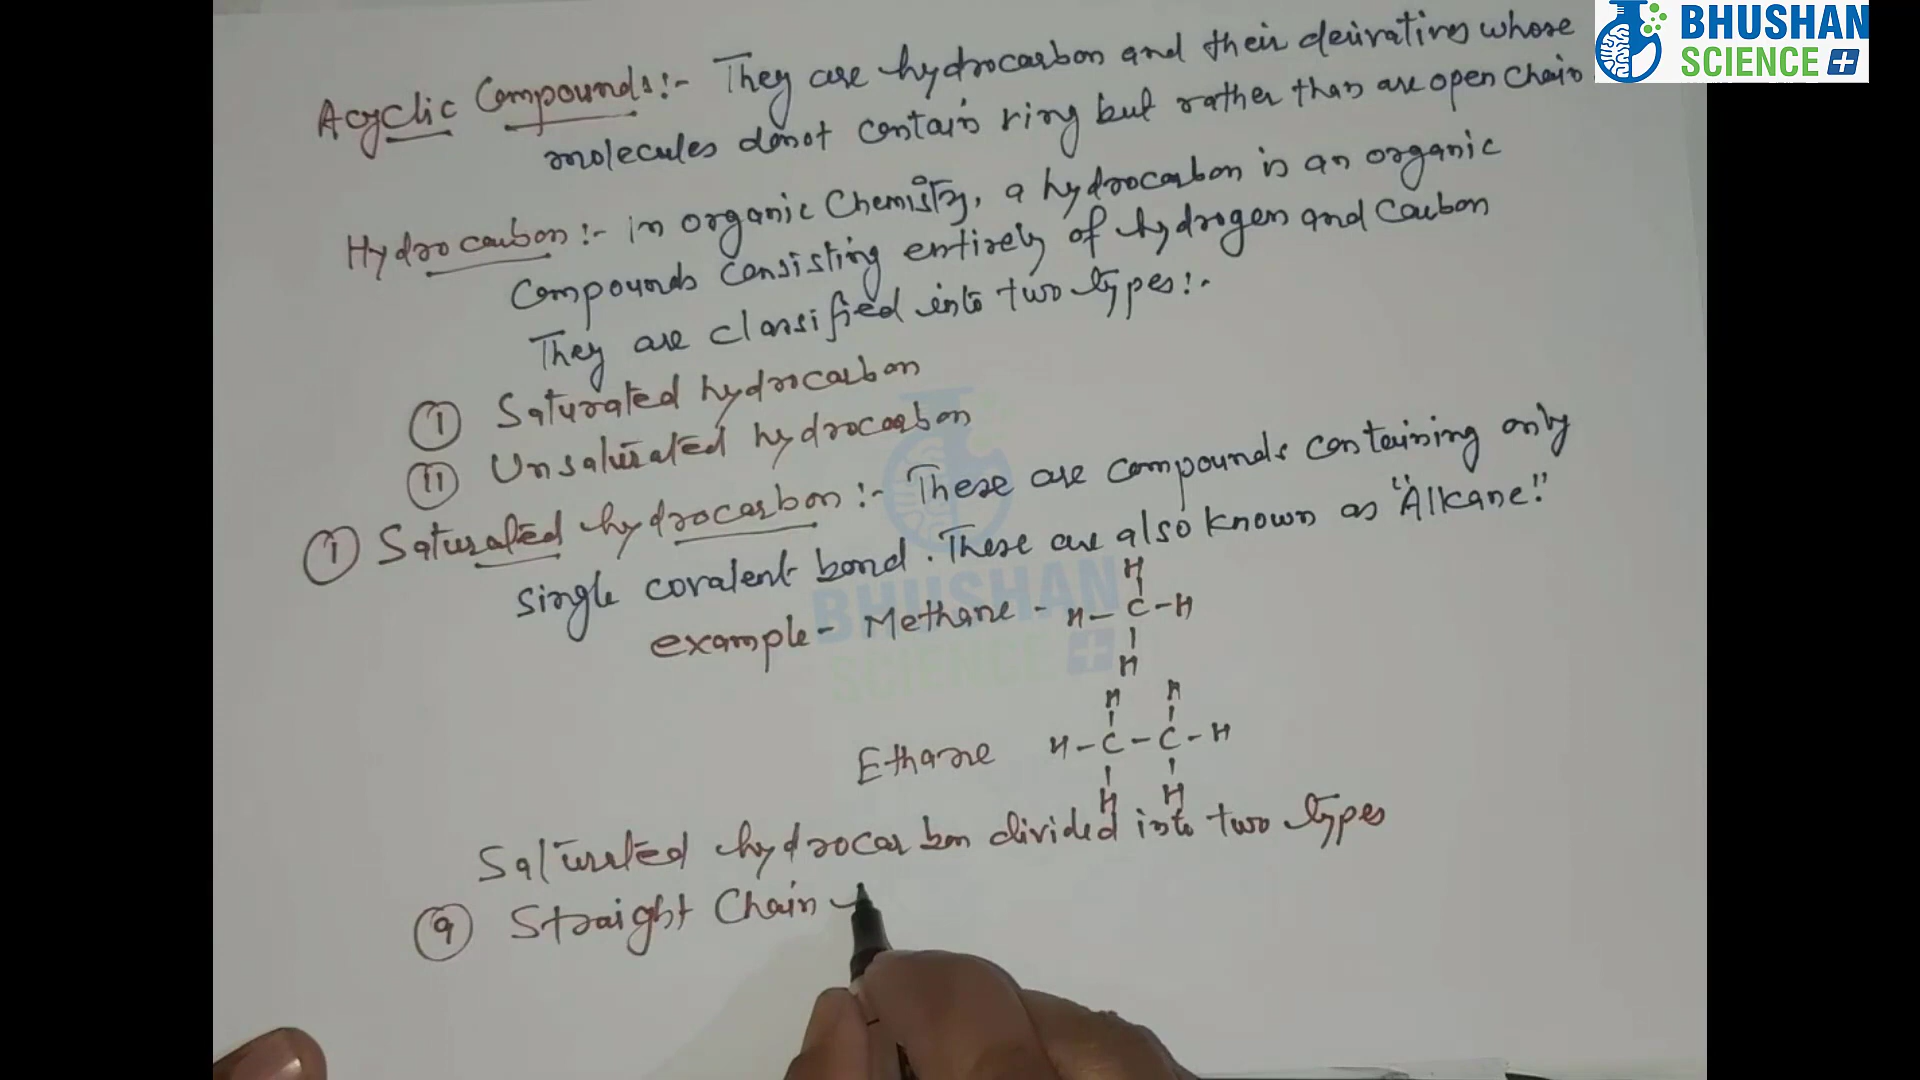 BHUSHAN
SCIENCE
Acyclic Compounds:- They are hydrocarbon and their derivating whose
molecules donot contain ring but rather than are open chain
Hydrocarbon:- in organic Chemistry, a hydrocarbon is an organic
Compounds consisting entirely of hydrogen and Carbon
They are classified into two types:-
I Saturated hydrocarbon
II Unsaturated hydrocarbon
I Saturated hydrocarbon:- These are compounds containing only
single covalent bond. These are also known as "Alkane."
H
example- Methane - H-C-H
H
H H
Ethane H-C-C-H
H H
Saturated hydrocarbon divided into two types
a Straight Chain
BHUSHAN
SCIENCE